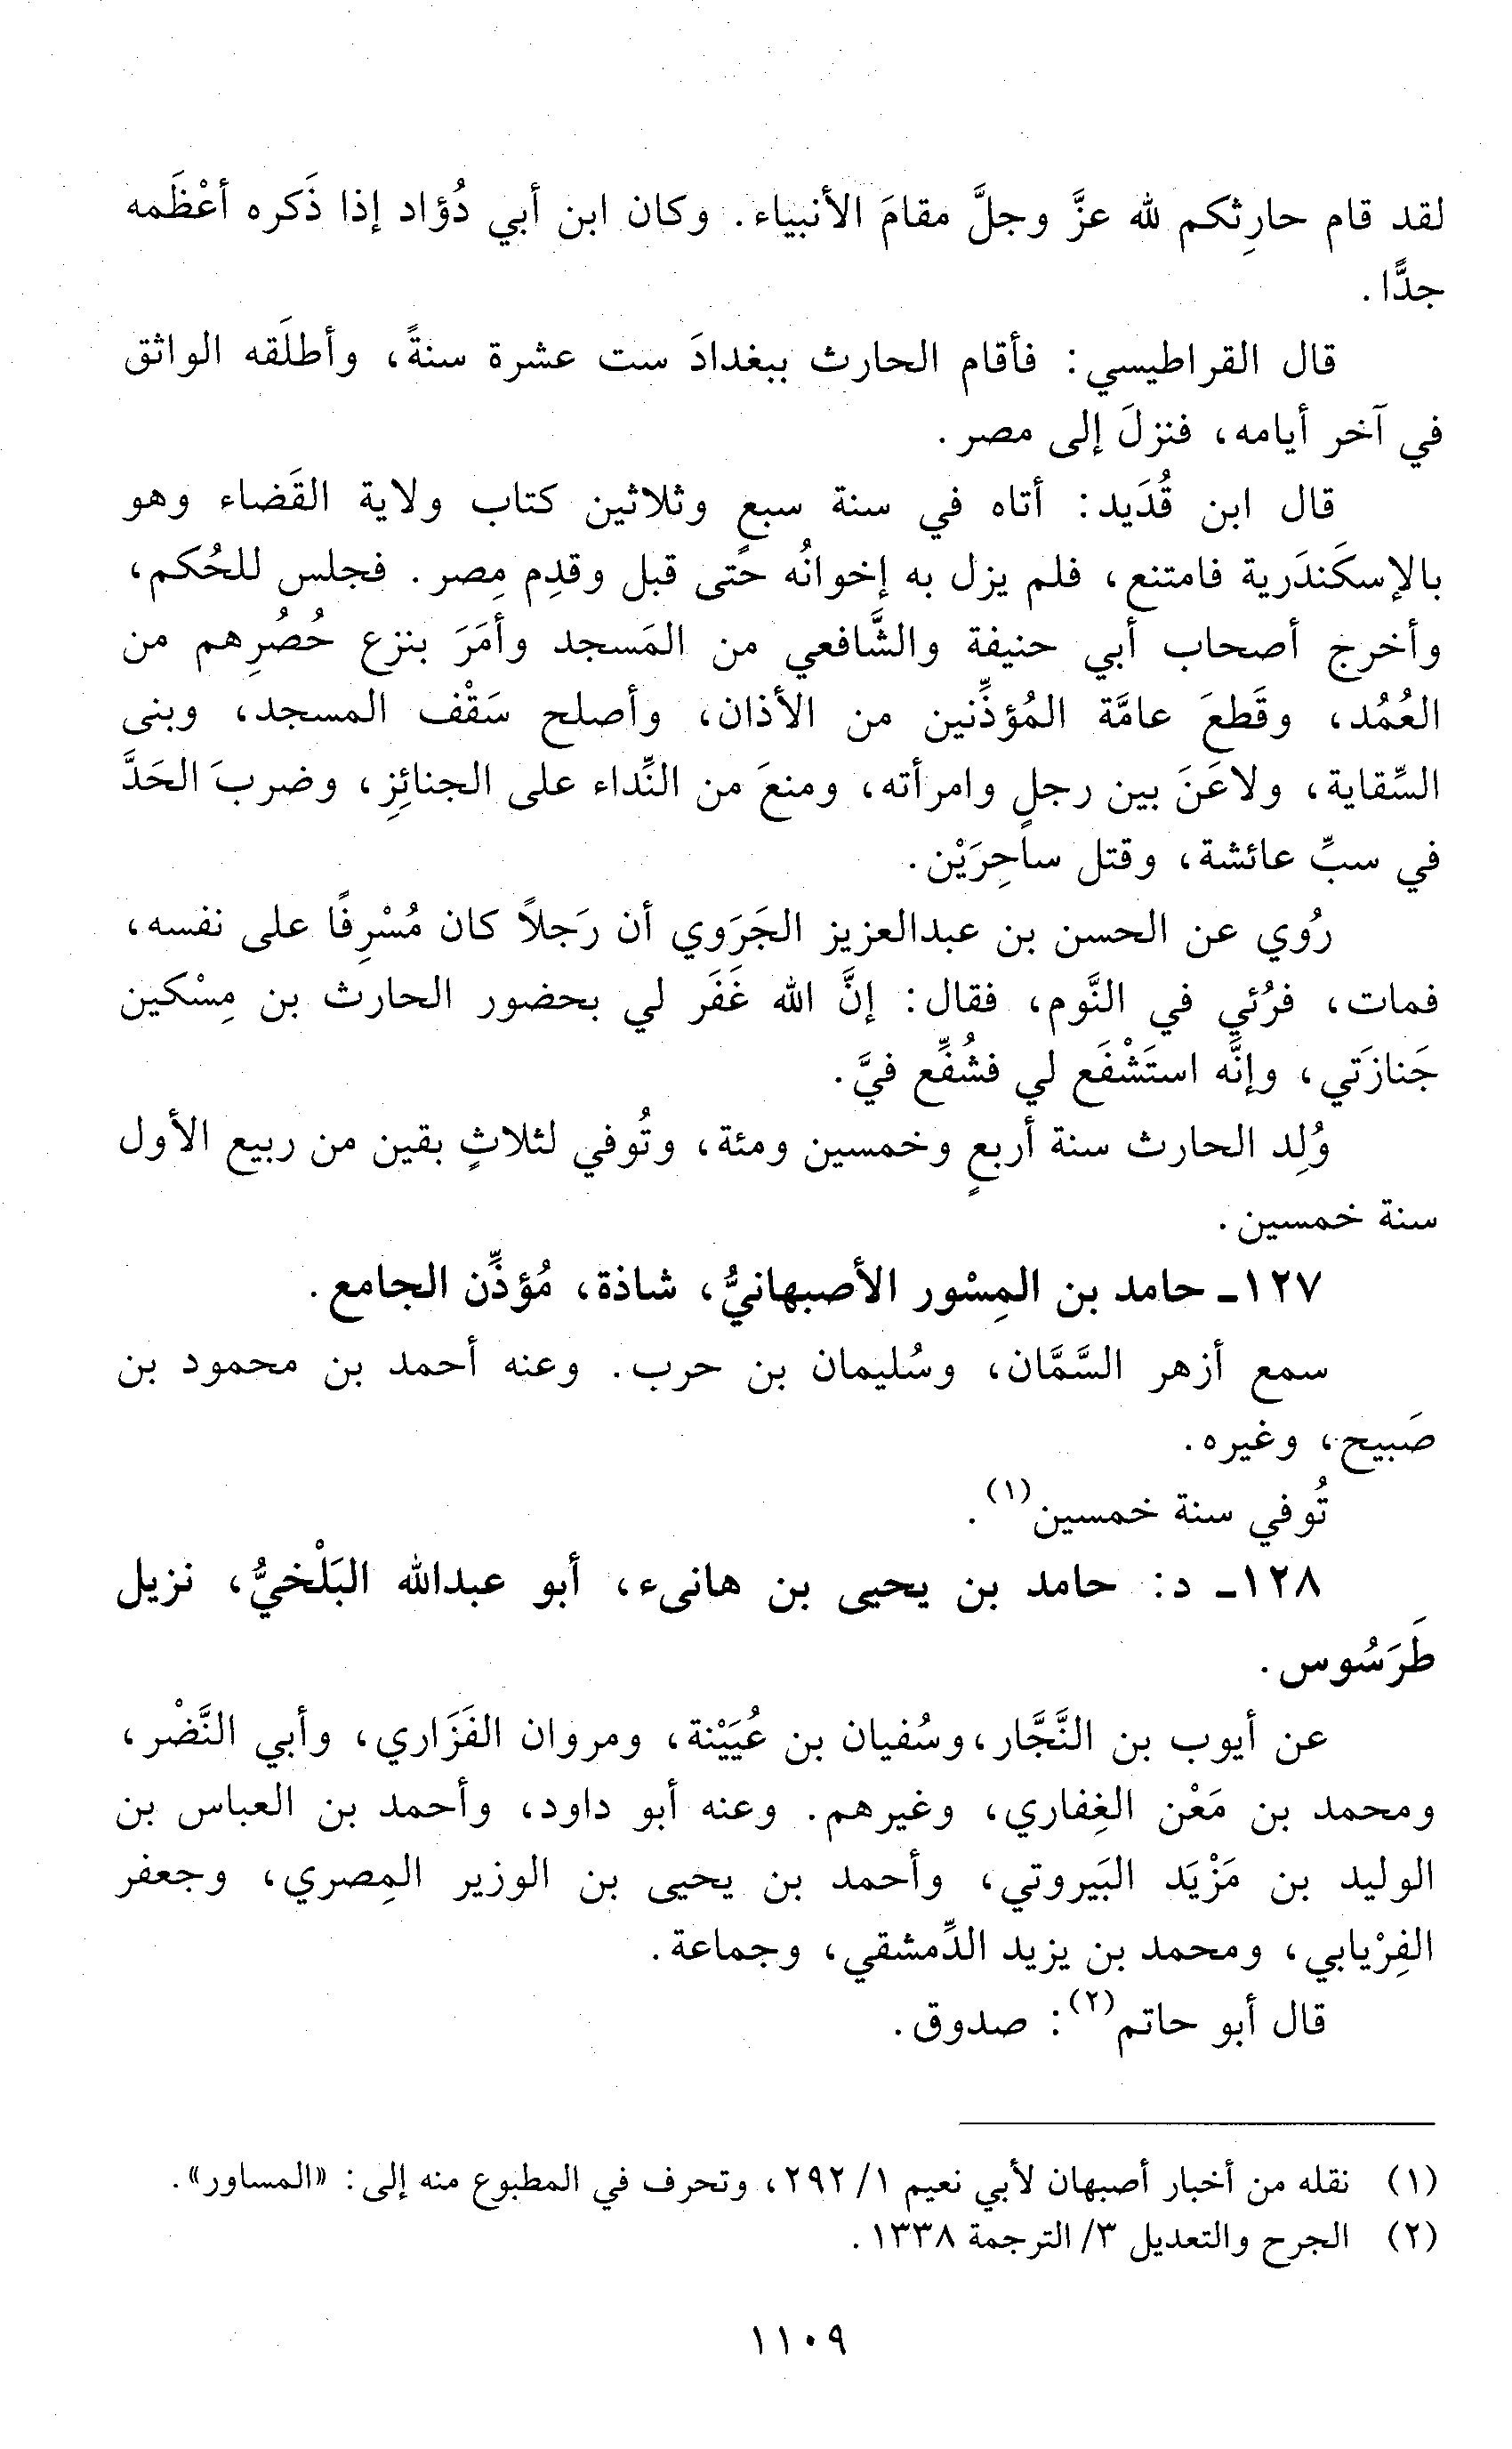 لقد قام حارِثكم لله عزَّ وجلَّ مقامَ الأنبياء. وكان ابن أبي دُؤاد إذا ذَكره أعْظَمه
جدًّا.
قال القراطيسي: فأقام الحارث ببغدادَ ست عشرة سنةً، وأطلَقه الواثق
في آخر أيامه، فنزلَ إلى مصر.
قال ابن قُدَيد: أتاه في سنة سبعٍ وثلاثين كتاب ولاية القَضاء وهو
بالإسكَندَرية فامتنع، فلم يزل به إخوانُه حتى قبل وقدِم مِصر. فجلس للحُكم،
وأخرج أصحاب أبي حنيفة والشَّافعي من المَسجد وأمَرَ بنزع حُصُرِهم من
العُمُد، وقَطعَ عامَّة المُؤذِّنين من الأذان، وأصلح سَقْف المسجد، وبنى
السِّقاية، ولاعَنَ بين رجلٍ وامرأته، ومنعَ من النِّداء على الجنائِزِ، وضربَ الحَدَّ
في سبِّ عائشة، وقتل ساحِرَيْن.
رُوي عن الحسن بن عبدالعزيز الجَرَوي أن رَجلاً كان مُسْرِفًا على نفسه،
فمات، فرُئي في النَّوم، فقال: إنَّ الله غَفَر لي بحضور الحارث بن مِسْكين
جَنازَتي، وإنَّه استَشْفَع لي فشُفِّع فيَّ.
وُلِد الحارث سنة أربعٍ وخمسين ومئة، وتُوفي لثلاثٍ بقين من ربيع الأول
سنة خمسين.
١٢٧ـ حامد بن المِسْور الأصبهانيُّ، شاذة، مُؤذِّن الجامع.
سمع أزهر السَّمَّان، وسُليمان بن حرب. وعنه أحمد بن محمود بن
صَبيح، وغيره.
تُوفي سنة خمسين(١).
١٢٨ـ د: حامد بن يحيى بن هانىء، أبو عبدالله البَلْخيُّ، نزيل
طَرَسُوس.
عن أيوب بن النَّجَّار، وسُفيان بن عُيَيْنة، ومروان الفَزَاري، وأبي النَّضْر،
ومحمد بن مَعْن الغِفاري، وغيرهم. وعنه أبو داود، وأحمد بن العباس بن
الوليد بن مَزْيَد البَيروتي، وأحمد بن يحيى بن الوزير المِصري، وجعفر
الفِرْيابي، ومحمد بن يزيد الدِّمشقي، وجماعة.
قال أبو حاتم(٢): صدوق.
(١) نقله من أخبار أصبهان لأبي نعيم ١/ ٢٩٢، وتحرف في المطبوع منه إلى: «المساور».
(٢) الجرح والتعديل ٣/ الترجمة ١٣٣٨.
١١٠٩